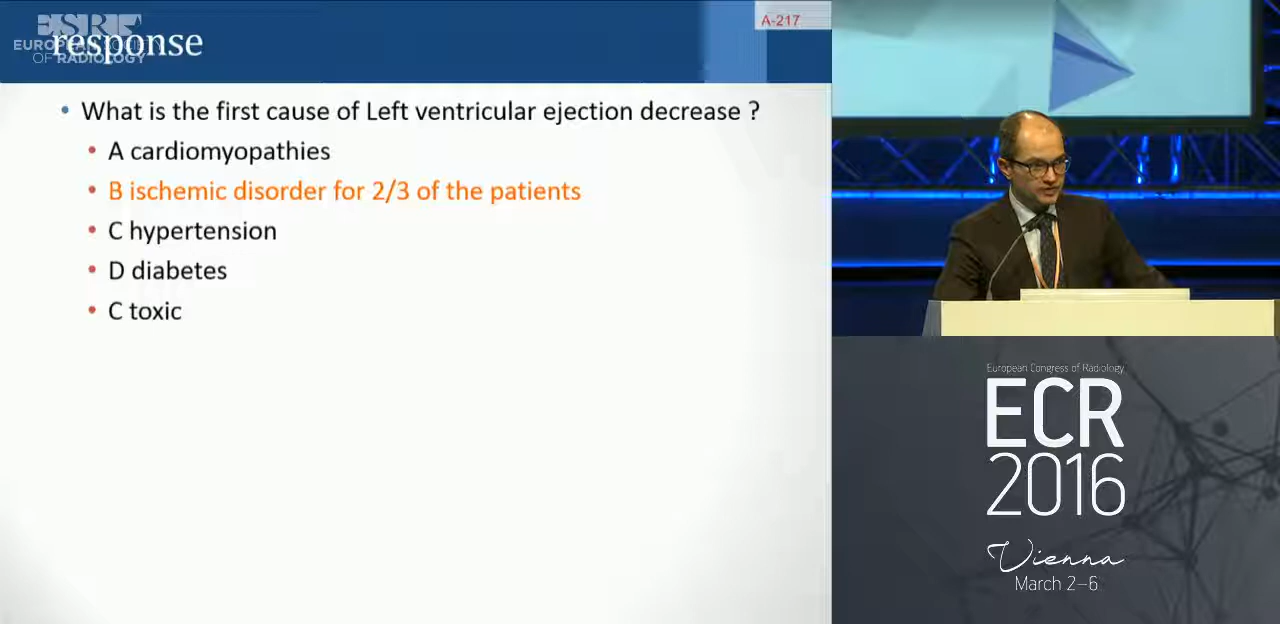 ESR
EUROPEAN SOCIETY
OF RADIOLOGY
response
A-217
• What is the first cause of Left ventricular ejection decrease ?
• A cardiomyopathies
• B ischemic disorder for 2/3 of the patients
• C hypertension
• D diabetes
• C toxic
European Congress of Radiology
ECR
2016
Vienna
March 2–6